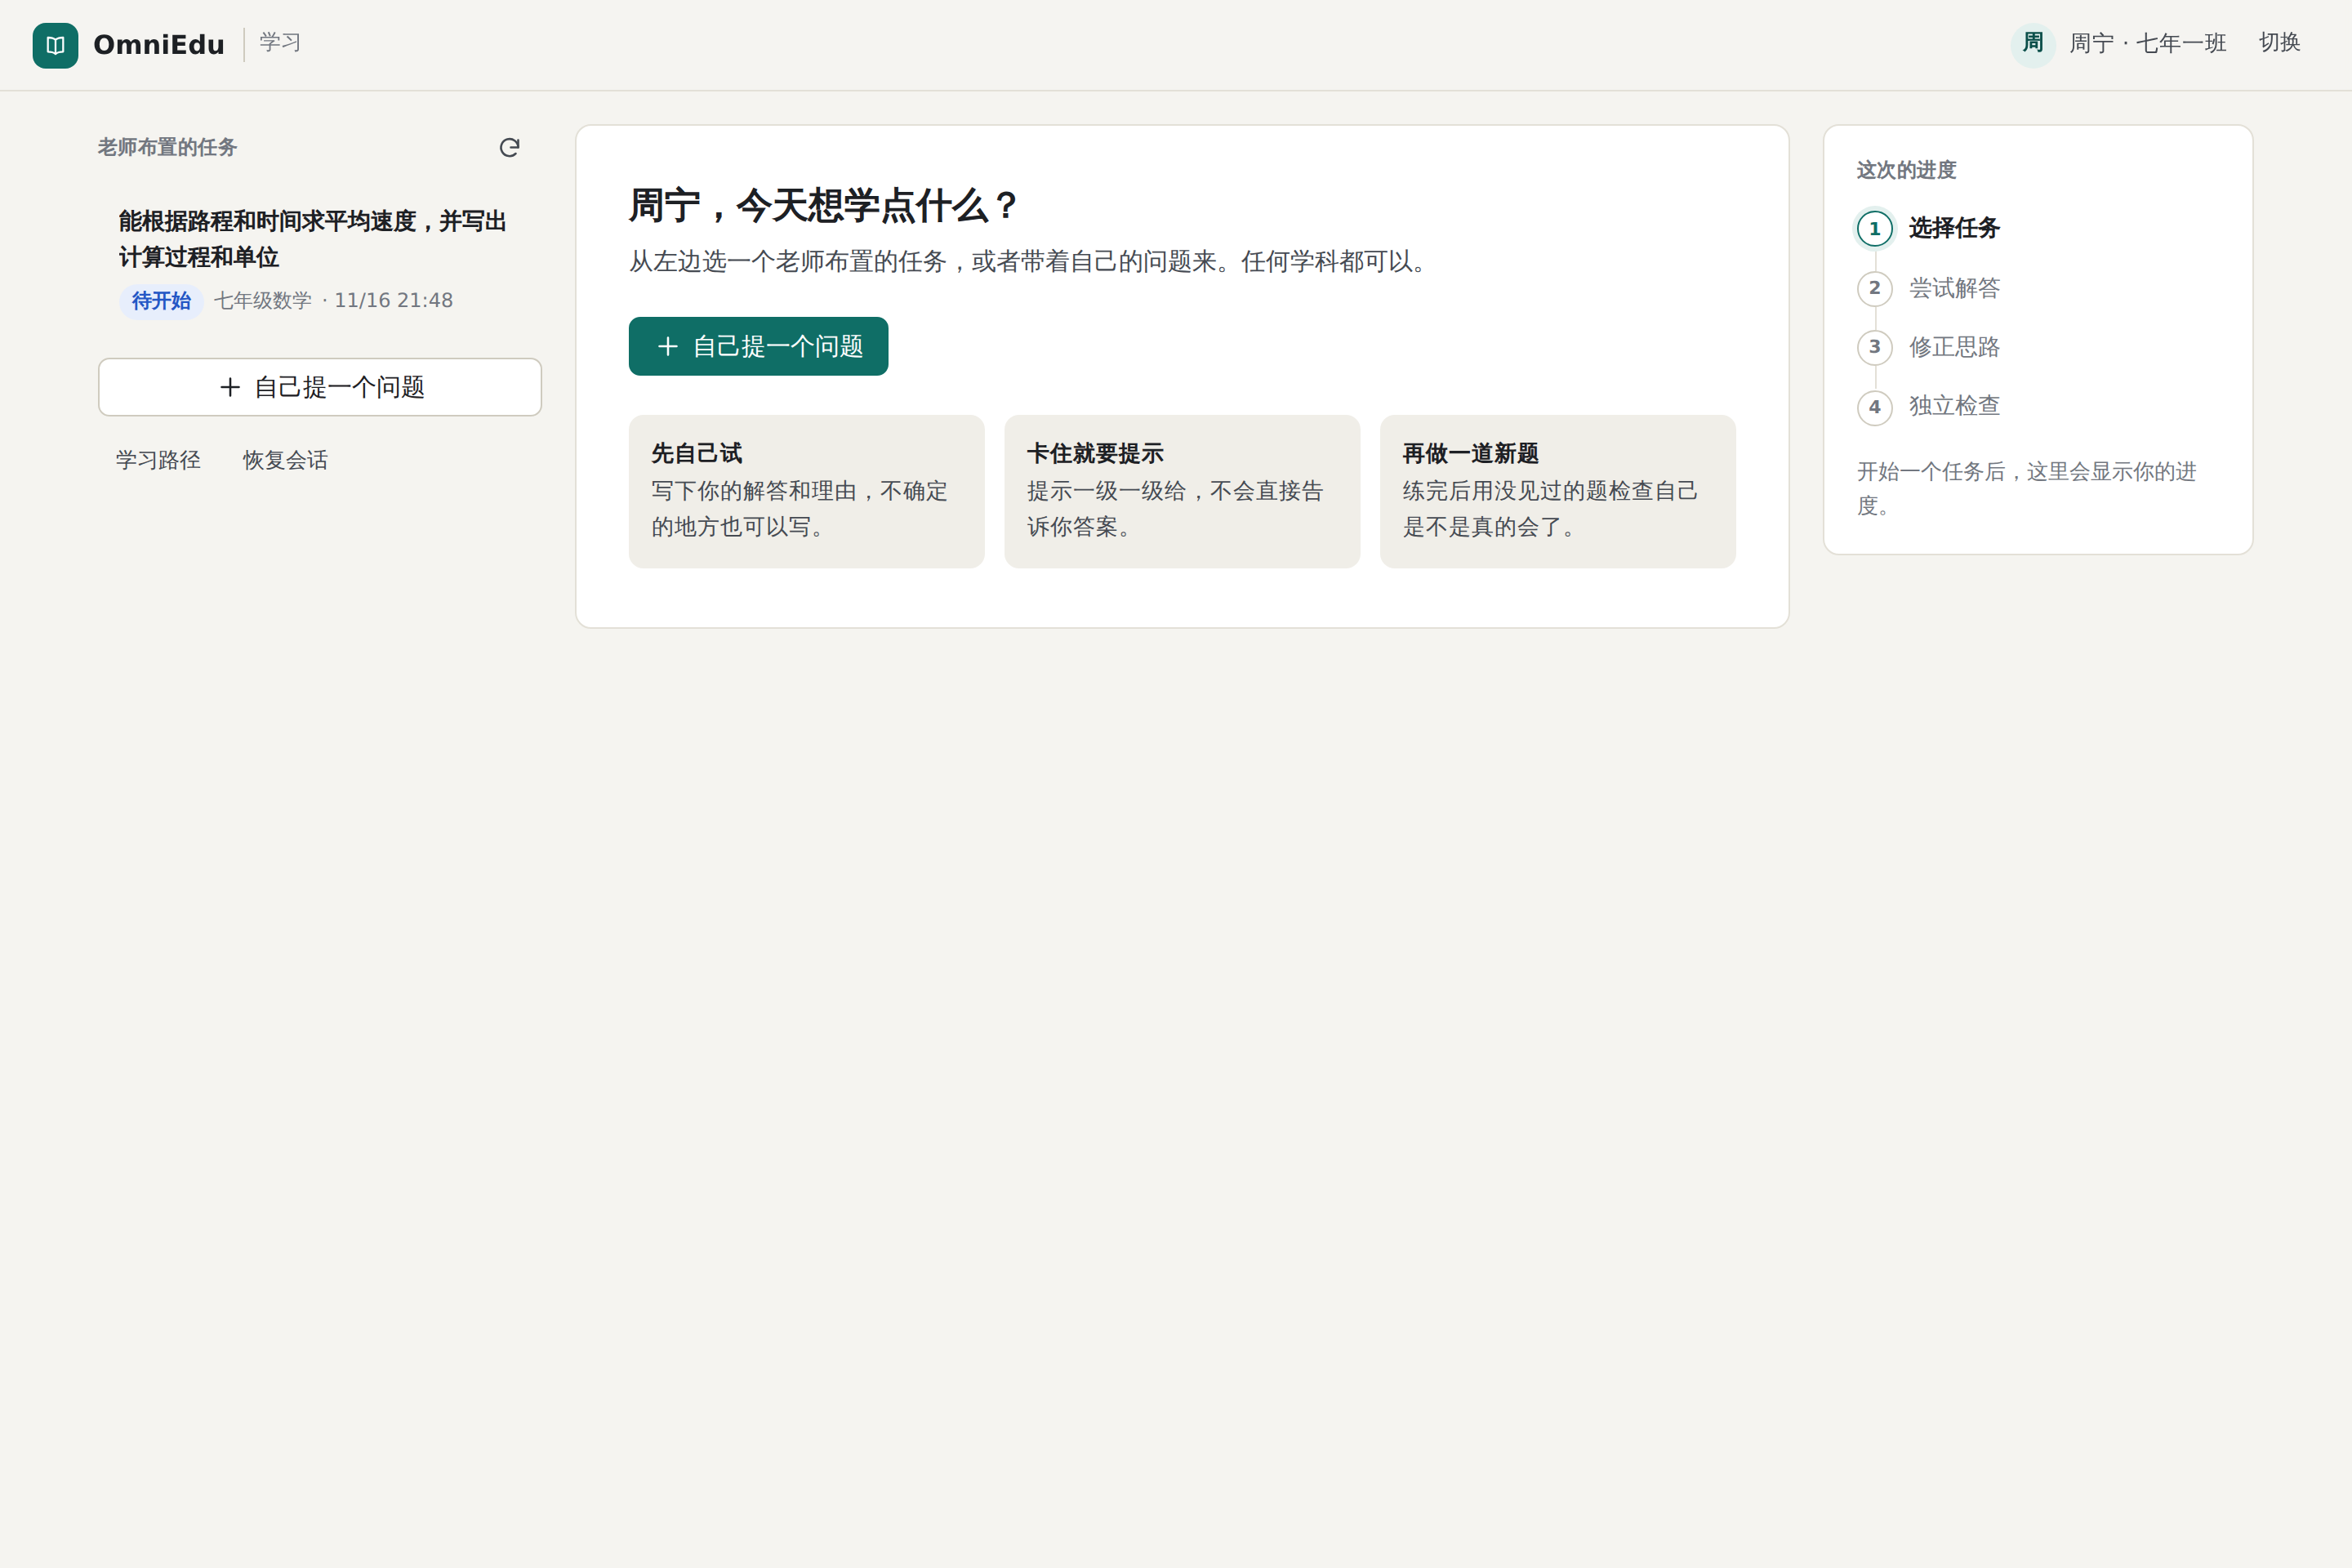 OmniEdu
学习
周
周宁 · 七年一班
切换
老师布置的任务
能根据路程和时间求平均速度，并写出
计算过程和单位
待开始
七年级数学 · 11/16 21:48
自己提一个问题
学习路径
恢复会话
周宁，今天想学点什么？
从左边选一个老师布置的任务，或者带着自己的问题来。任何学科都可以。
自己提一个问题
先自己试
写下你的解答和理由，不确定
的地方也可以写。
卡住就要提示
提示一级一级给，不会直接告
诉你答案。
再做一道新题
练完后用没见过的题检查自己
是不是真的会了。
这次的进度
1 选择任务
2 尝试解答
3 修正思路
4 独立检查
开始一个任务后，这里会显示你的进
度。